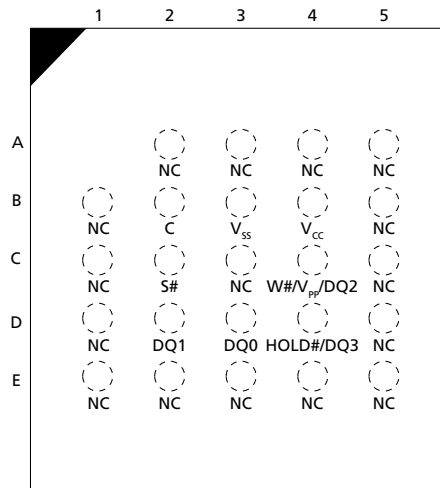 1 2 3 4 5
A
NC NC NC NC
B
NC C VSS VCC NC
C
NC S# NC W#/VPP/DQ2 NC
D
NC DQ1 DQ0 HOLD#/DQ3 NC
E
NC NC NC NC NC